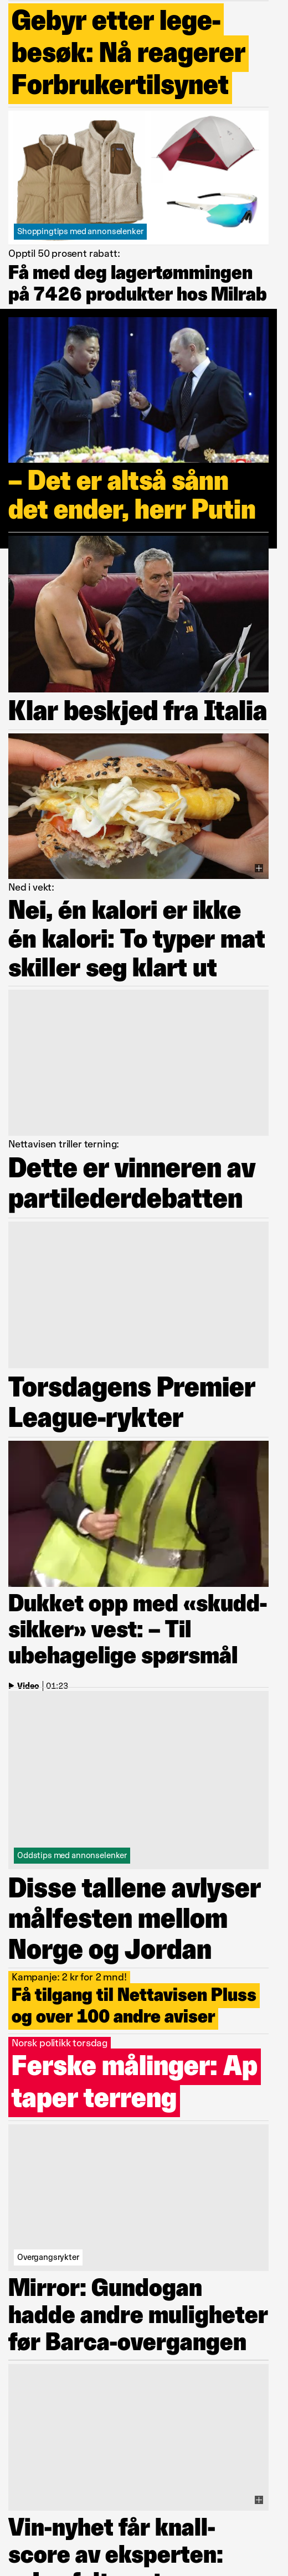 Gebyr etter lege-
besøk: Nå reagerer
Forbrukertilsynet
Shoppingtips med annonselenker
Opptil 50 prosent rabatt:
Få med deg lagertømmingen
på 7426 produkter hos Milrab
– Det er altså sånn
det ender, herr Putin
Klar beskjed fra Italia
Ned i vekt:
Nei, én kalori er ikke
én kalori: To typer mat
skiller seg klart ut
Nettavisen triller terning:
Dette er vinneren av
partilederdebatten
Torsdagens Premier
League-rykter
Dukket opp med «skudd-
sikker» vest: – Til
ubehagelige spørsmål
Video | 01:23
Oddstips med annonselenker
Disse tallene avlyser
målfesten mellom
Norge og Jordan
Kampanje: 2 kr for 2 mnd!
Få tilgang til Nettavisen Pluss
og over 100 andre aviser
Norsk politikk torsdag
Ferske målinger: Ap
taper terreng
Overgangsrykter
Mirror: Gundogan
hadde andre muligheter
før Barca-overgangen
Vin-nyhet får knall-
score av eksperten: